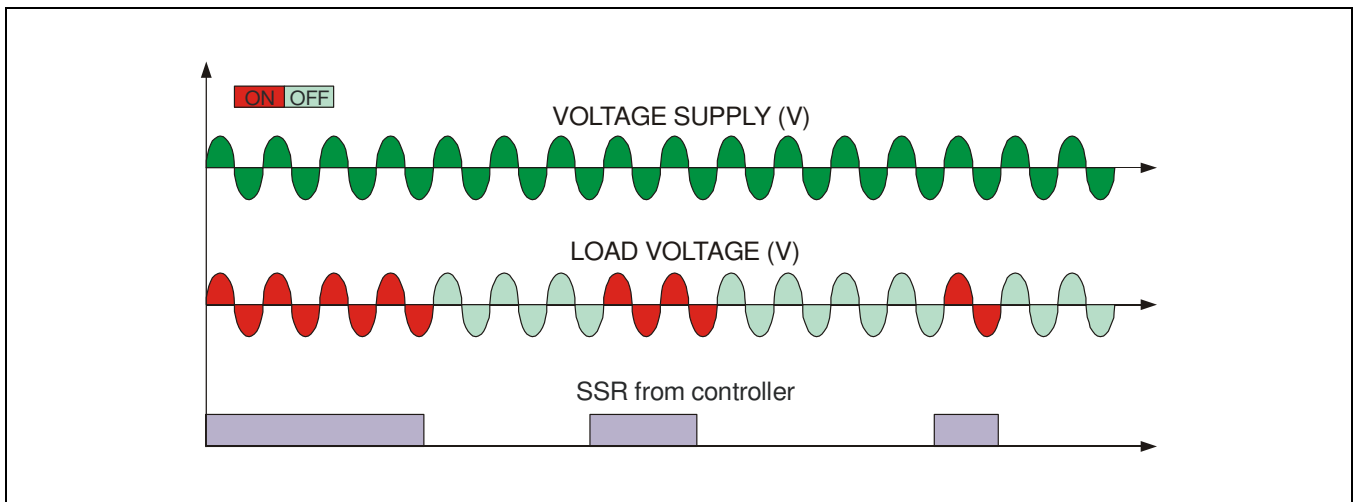 ON OFF
VOLTAGE SUPPLY (V)
LOAD VOLTAGE (V)
SSR from controller